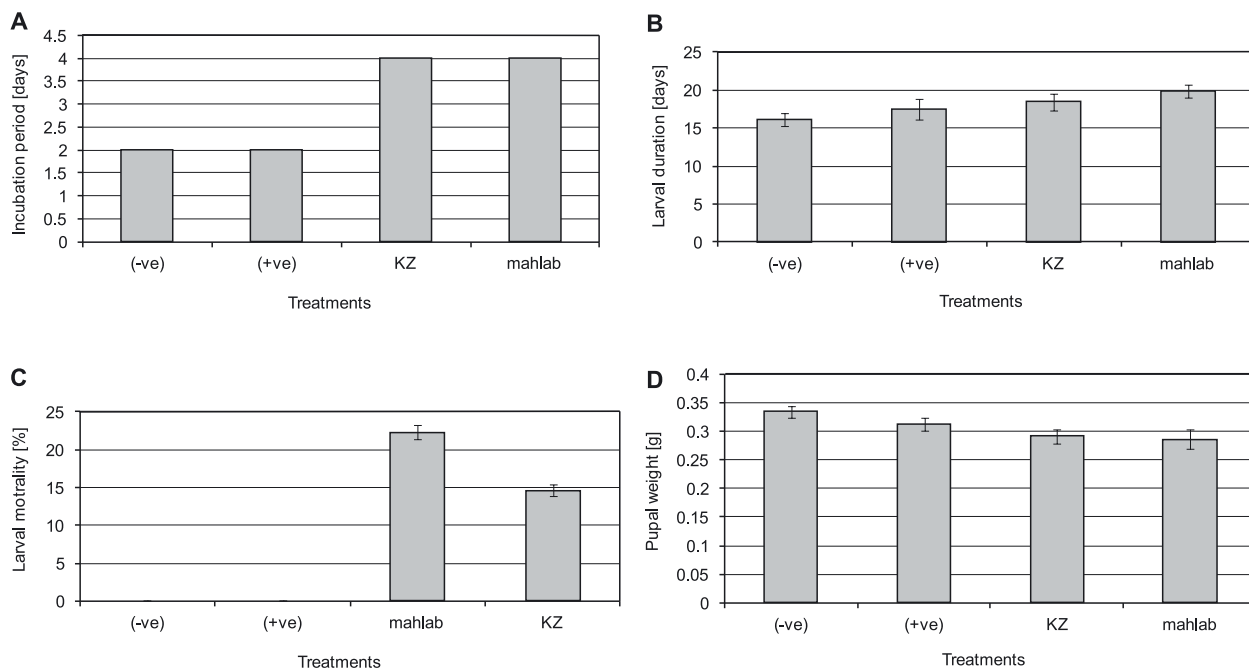 A
Incubation period [days]
4.5
4
3.5
3
2.5
2
1.5
1
0.5
0
(-ve) (+ve) KZ mahlab
Treatments
B
Larval duration [days]
25
20
15
10
5
0
(-ve) (+ve) KZ mahlab
Treatments
C
Larval motrality [%]
25
20
15
10
5
0
(-ve) (+ve) mahlab KZ
Treatments
D
Pupal weight [g]
0.4
0.35
0.3
0.25
0.2
0.15
0.1
0.05
0
(-ve) (+ve) KZ mahlab
Treatments